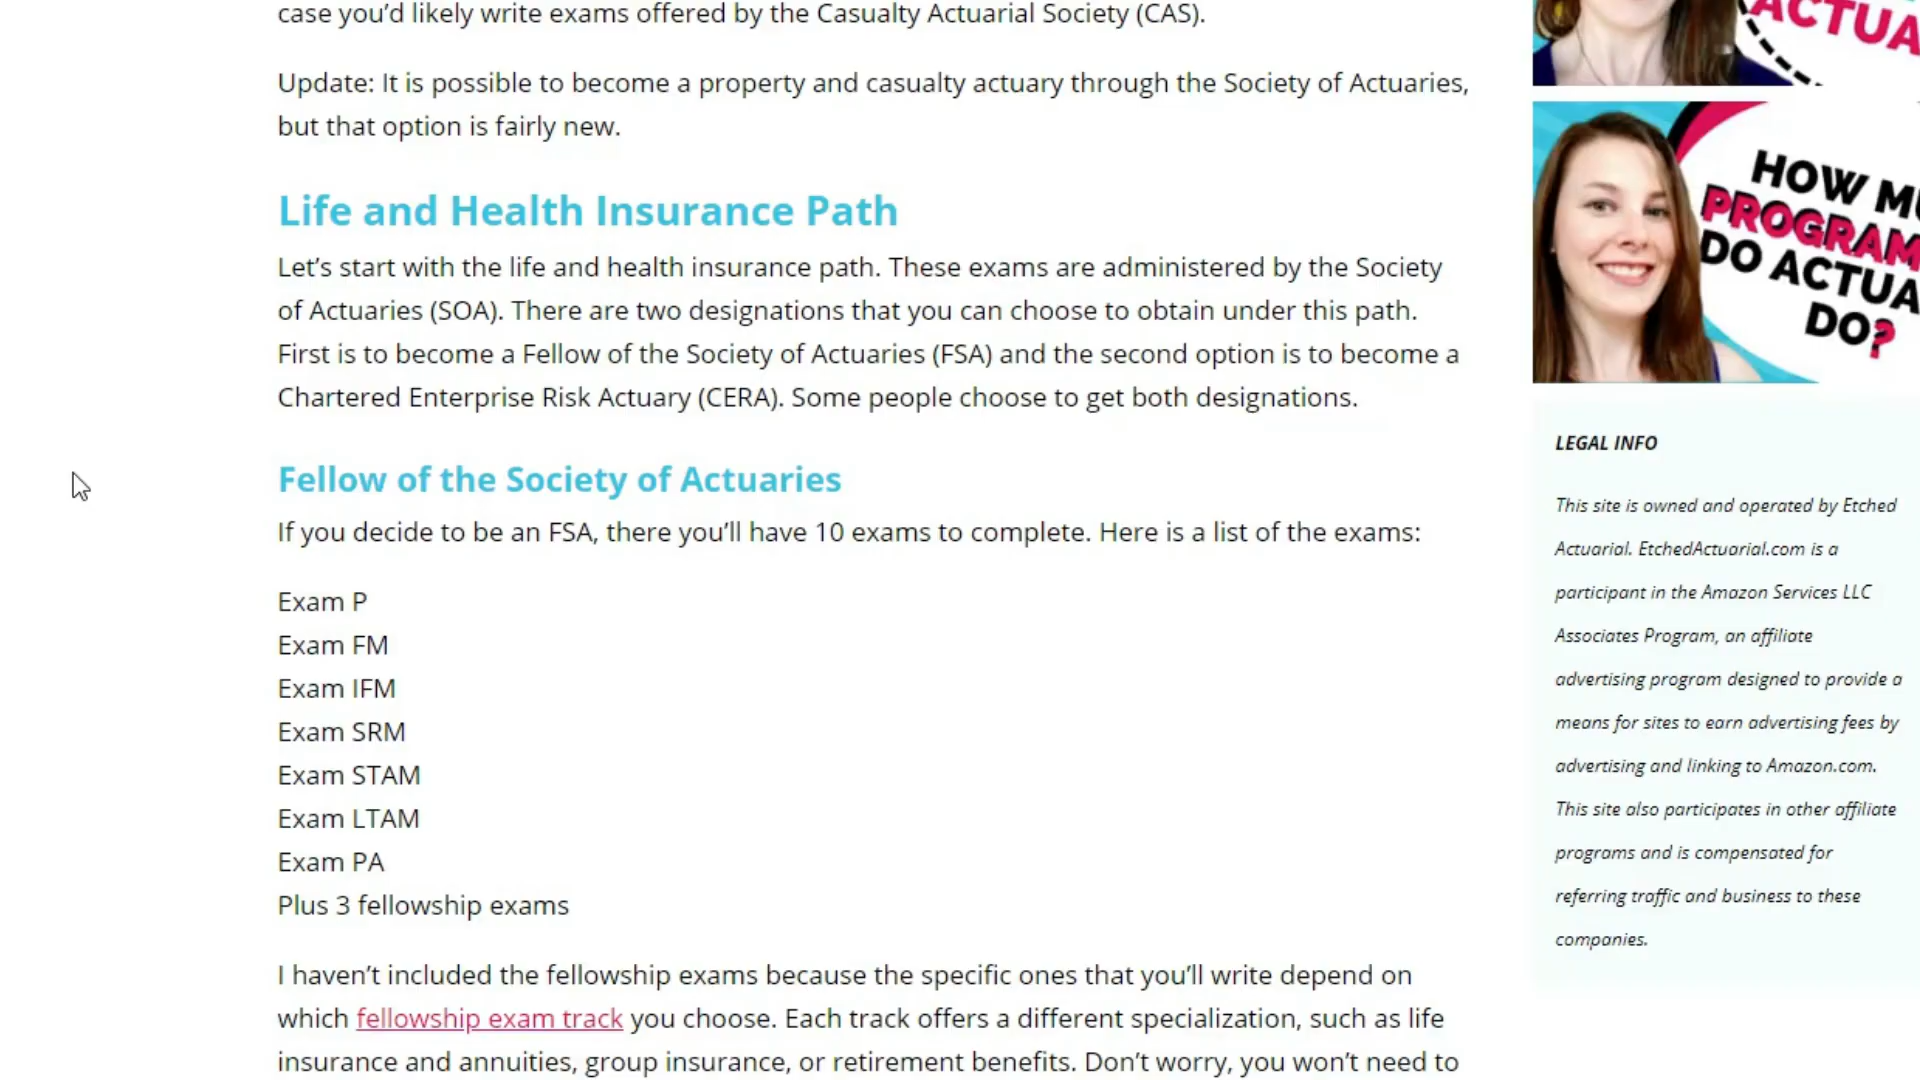 case you’d likely write exams offered by the Casualty Actuarial Society (CAS).
Update: It is possible to become a property and casualty actuary through the Society of Actuaries,
but that option is fairly new.
Life and Health Insurance Path
Let’s start with the life and health insurance path. These exams are administered by the Society
of Actuaries (SOA). There are two designations that you can choose to obtain under this path.
First is to become a Fellow of the Society of Actuaries (FSA) and the second option is to become a
Chartered Enterprise Risk Actuary (CERA). Some people choose to get both designations.
Fellow of the Society of Actuaries
If you decide to be an FSA, there you’ll have 10 exams to complete. Here is a list of the exams:
Exam P
Exam FM
Exam IFM
Exam SRM
Exam STAM
Exam LTAM
Exam PA
Plus 3 fellowship exams
I haven’t included the fellowship exams because the specific ones that you’ll write depend on
which fellowship exam track you choose. Each track offers a different specialization, such as life
insurance and annuities, group insurance, or retirement benefits. Don’t worry, you won’t need to
ACTUA
HOW MU
PROGRAM
DO ACTUA
DO?
LEGAL INFO
This site is owned and operated by Etched
Actuarial. EtchedActuarial.com is a
participant in the Amazon Services LLC
Associates Program, an affiliate
advertising program designed to provide a
means for sites to earn advertising fees by
advertising and linking to Amazon.com.
This site also participates in other affiliate
programs and is compensated for
referring traffic and business to these
companies.